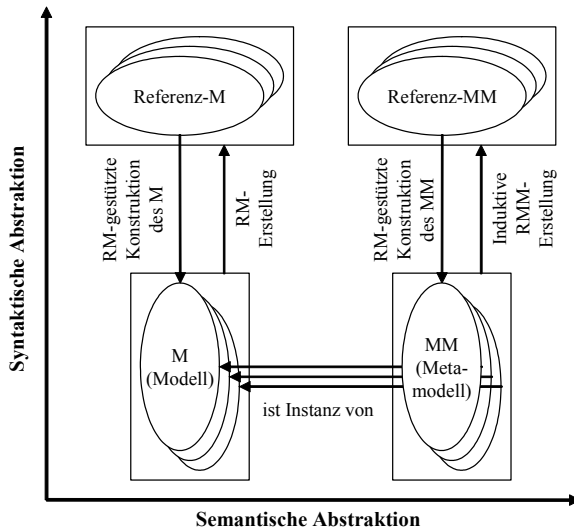 Syntaktische Abstraktion
Referenz-M
Referenz-MM
RM-gestützte
Konstruktion
des M
RM-
Erstellung
RM-gestützte
Konstruktion
des MM
Induktive
RMM-
Erstellung
M
(Modell)
MM
(Meta-
modell)
ist Instanz von
Semantische Abstraktion